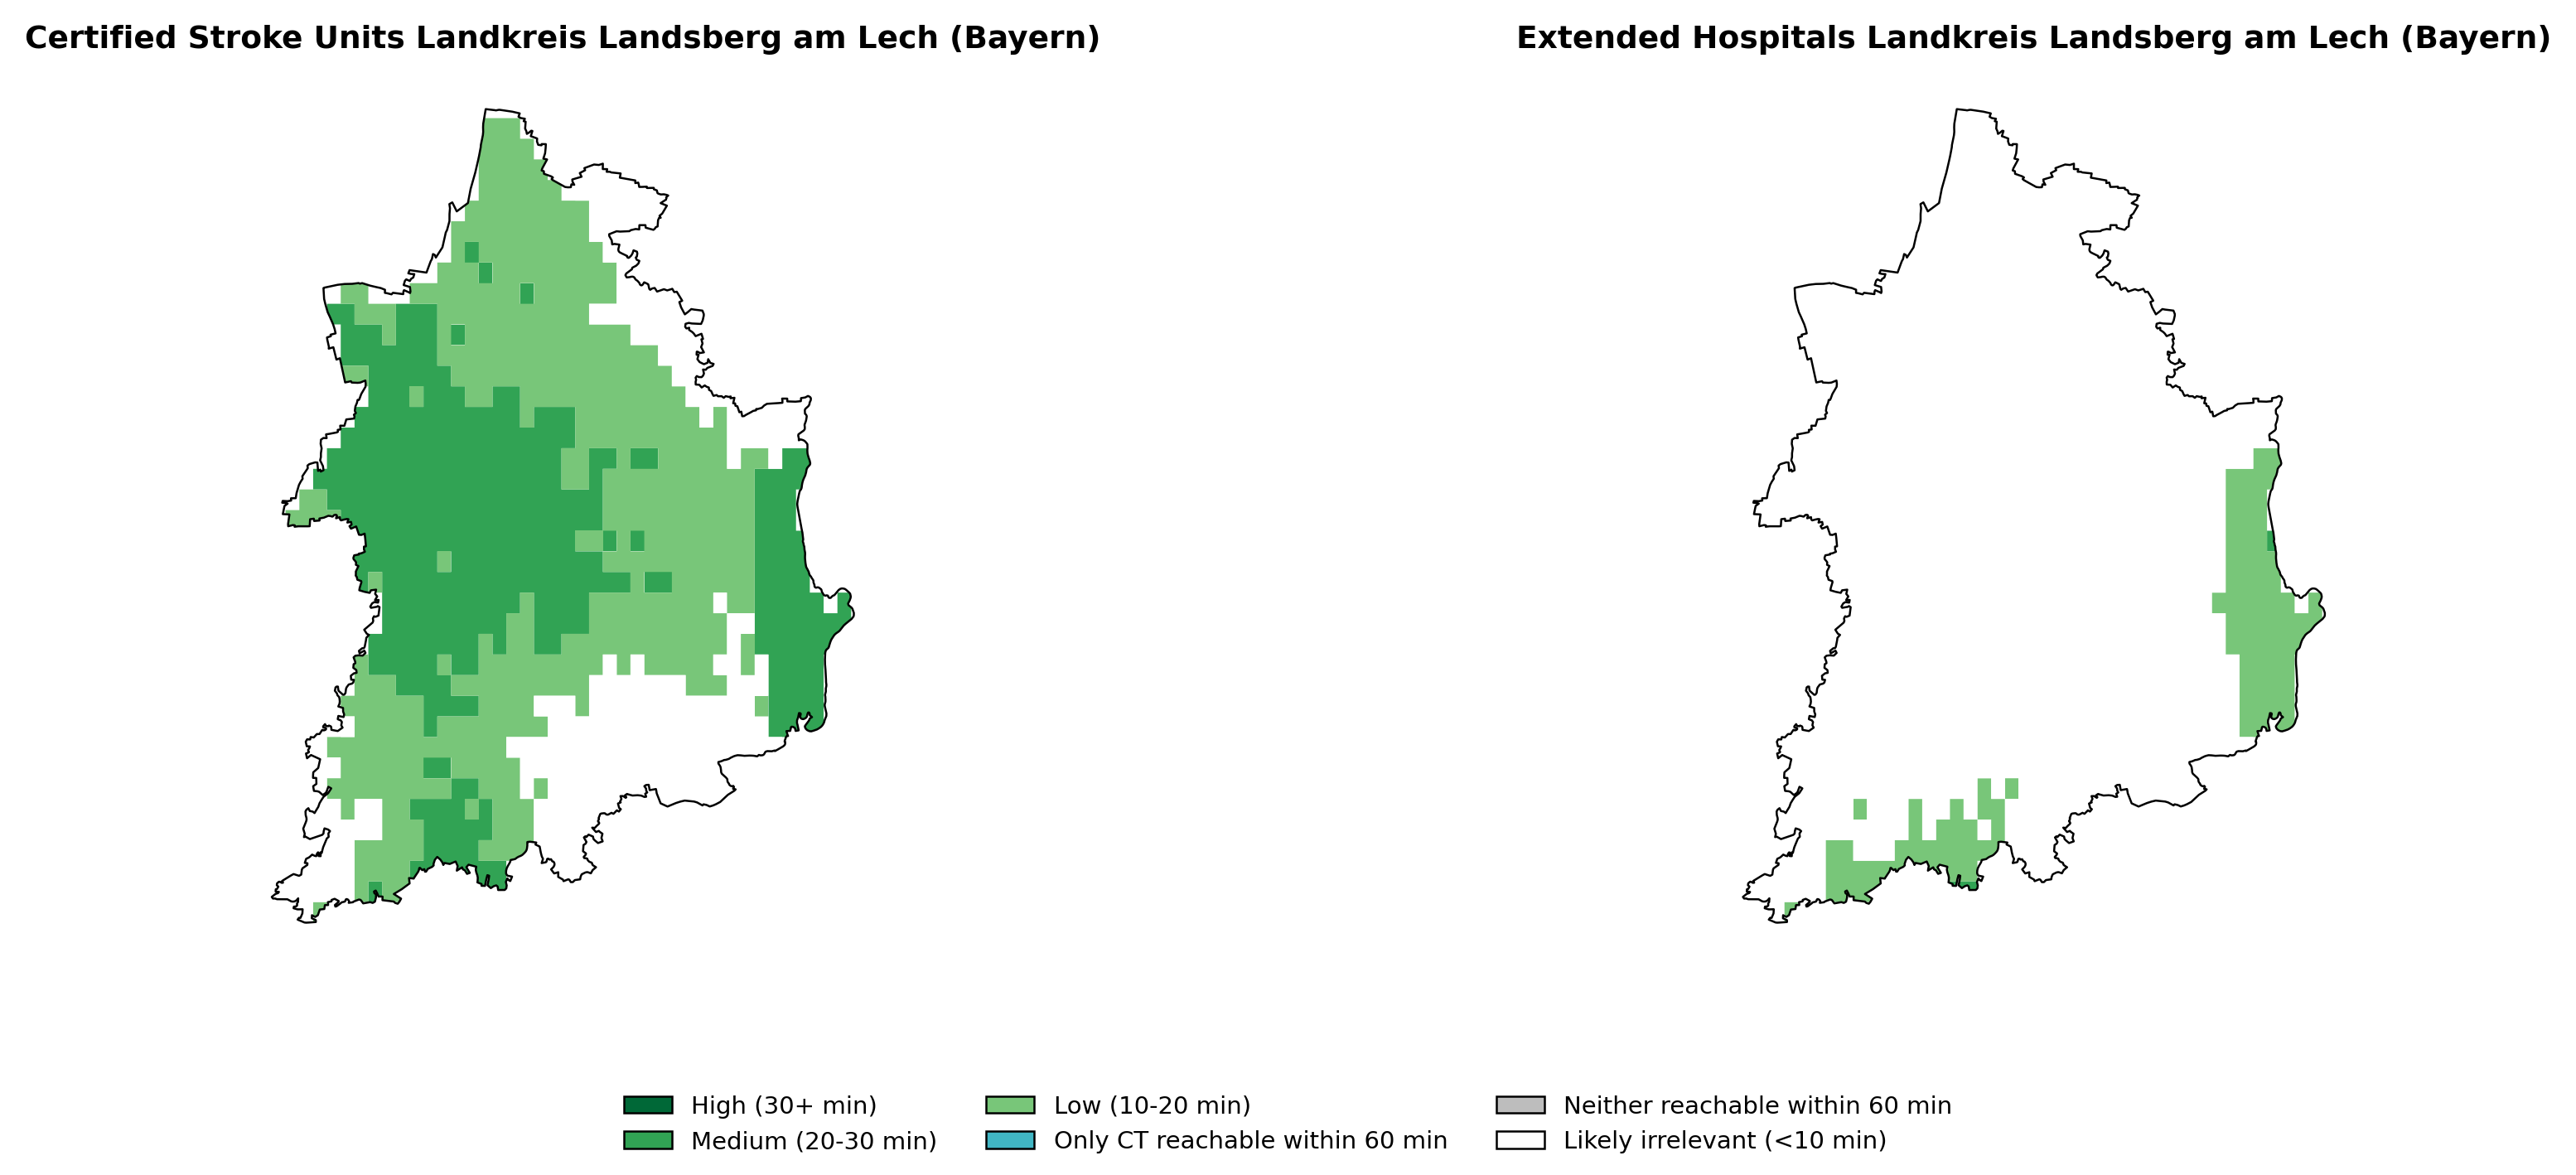 Certified Stroke Units Landkreis Landsberg am Lech (Bayern)
Extended Hospitals Landkreis Landsberg am Lech (Bayern)
High (30+ min)
Medium (20-30 min)
Low (10-20 min)
Only CT reachable within 60 min
Neither reachable within 60 min
Likely irrelevant (<10 min)